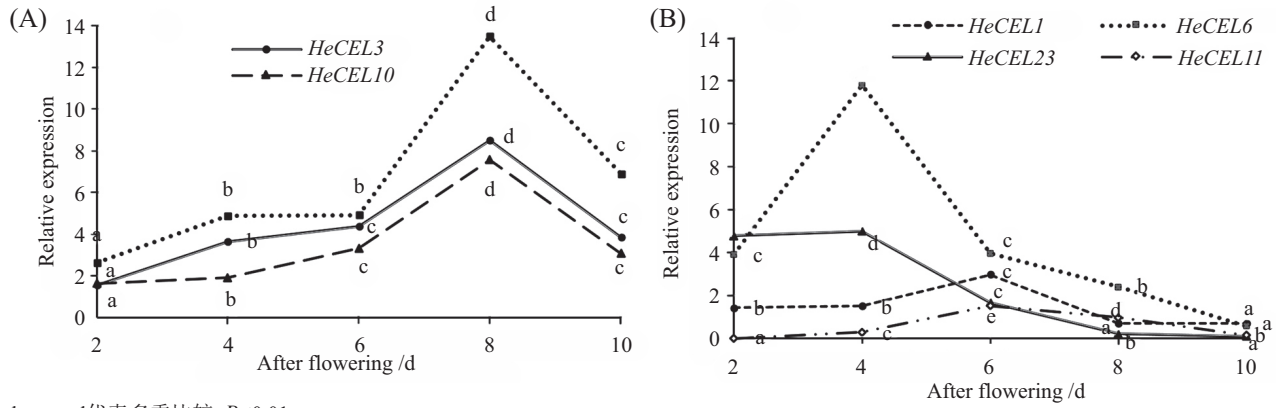 (A)
14
12
10
8
6
4
2
0
Relative expression
HeCEL3
HeCEL10
a
a
a
b
b
b
b
c
c
d
d
d
c
c
c
2
4
6
8
10
After flowering /d
(B)
14
12
10
8
6
4
2
0
Relative expression
HeCEL1
HeCEL6
HeCEL23
HeCEL11
c
b
a
d
b
c
c
c
c
e
b
d
a
b
a
a
b
a
2
4
6
8
10
After flowering /d